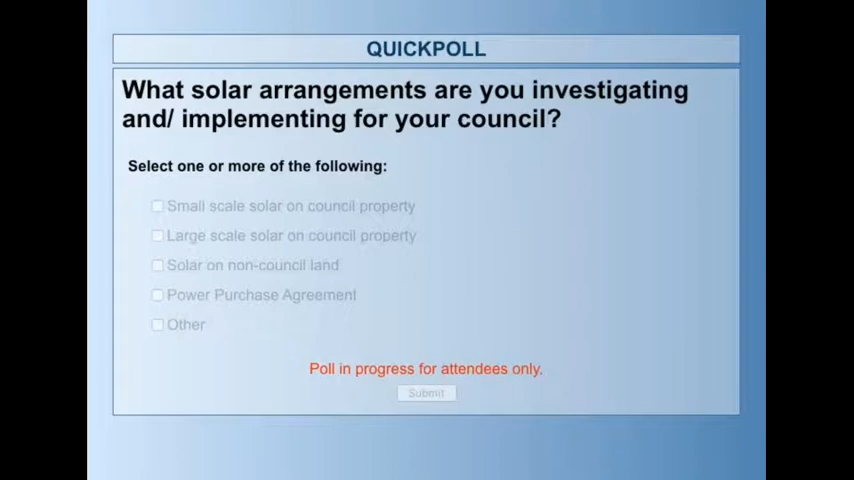 QUICKPOLL
What solar arrangements are you investigating
and/ implementing for your council?
Select one or more of the following:
Small scale solar on council property
Large scale solar on council property
Solar on non-council land
Power Purchase Agreement
Other
Poll in progress for attendees only.
Submit